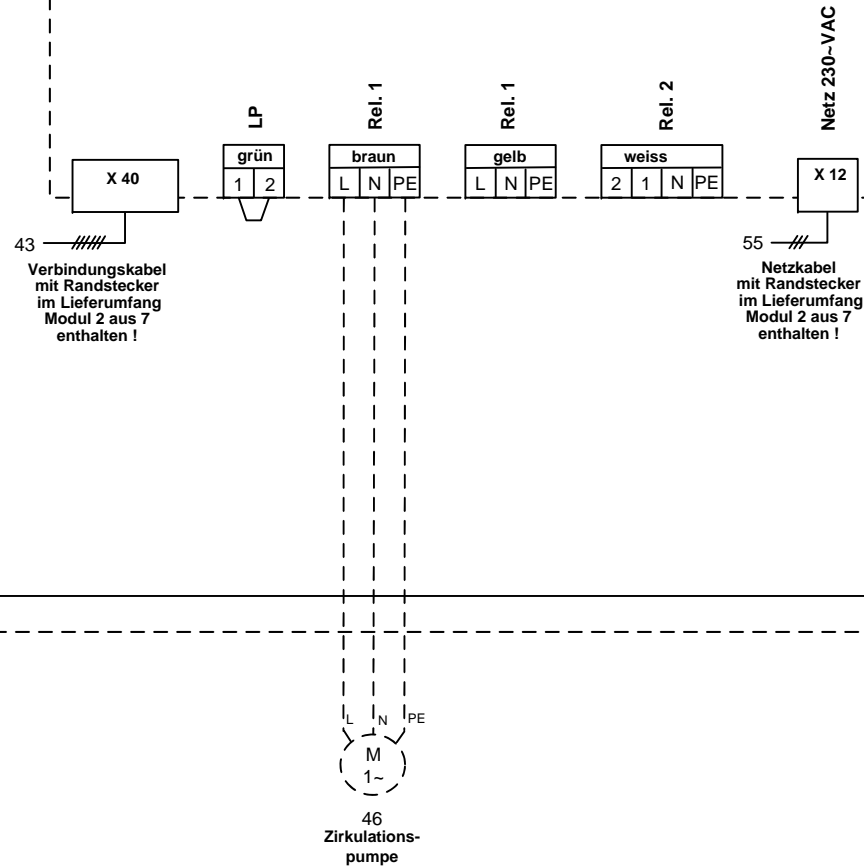 Netz 230~VAC
LP
Rel. 1
Rel. 1
Rel. 2
X 40
grün
1 2
braun
L N PE
gelb
L N PE
weiss
2 1 N PE
X 12
43
Verbindungskabel
mit Randstecker
im Lieferumfang
Modul 2 aus 7
enthalten !
55
Netzkabel
mit Randstecker
im Lieferumfang
Modul 2 aus 7
enthalten !
L N PE
M
1~
46
Zirkulations-
pumpe